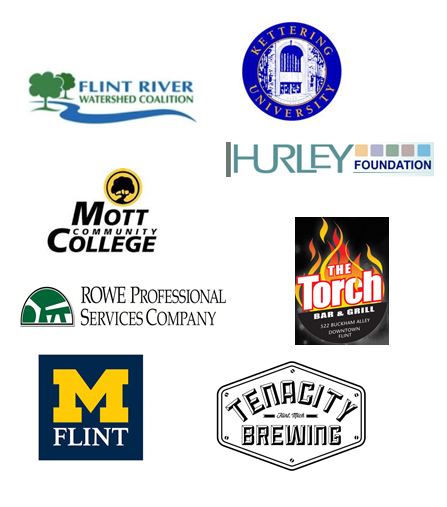 FLINT RIVER
WATERSHED COALITION
KETTERING
UNIVERSITY
HURLEY
FOUNDATION
MOTT
COMMUNITY
COLLEGE
THE
Torch
BAR & GRILL
522 BUCKHAM ALLEY
DOWNTOWN
FLINT
ROWE PROFESSIONAL
SERVICES COMPANY
M
FLINT
TENACITY
Flint, Mich
BREWING